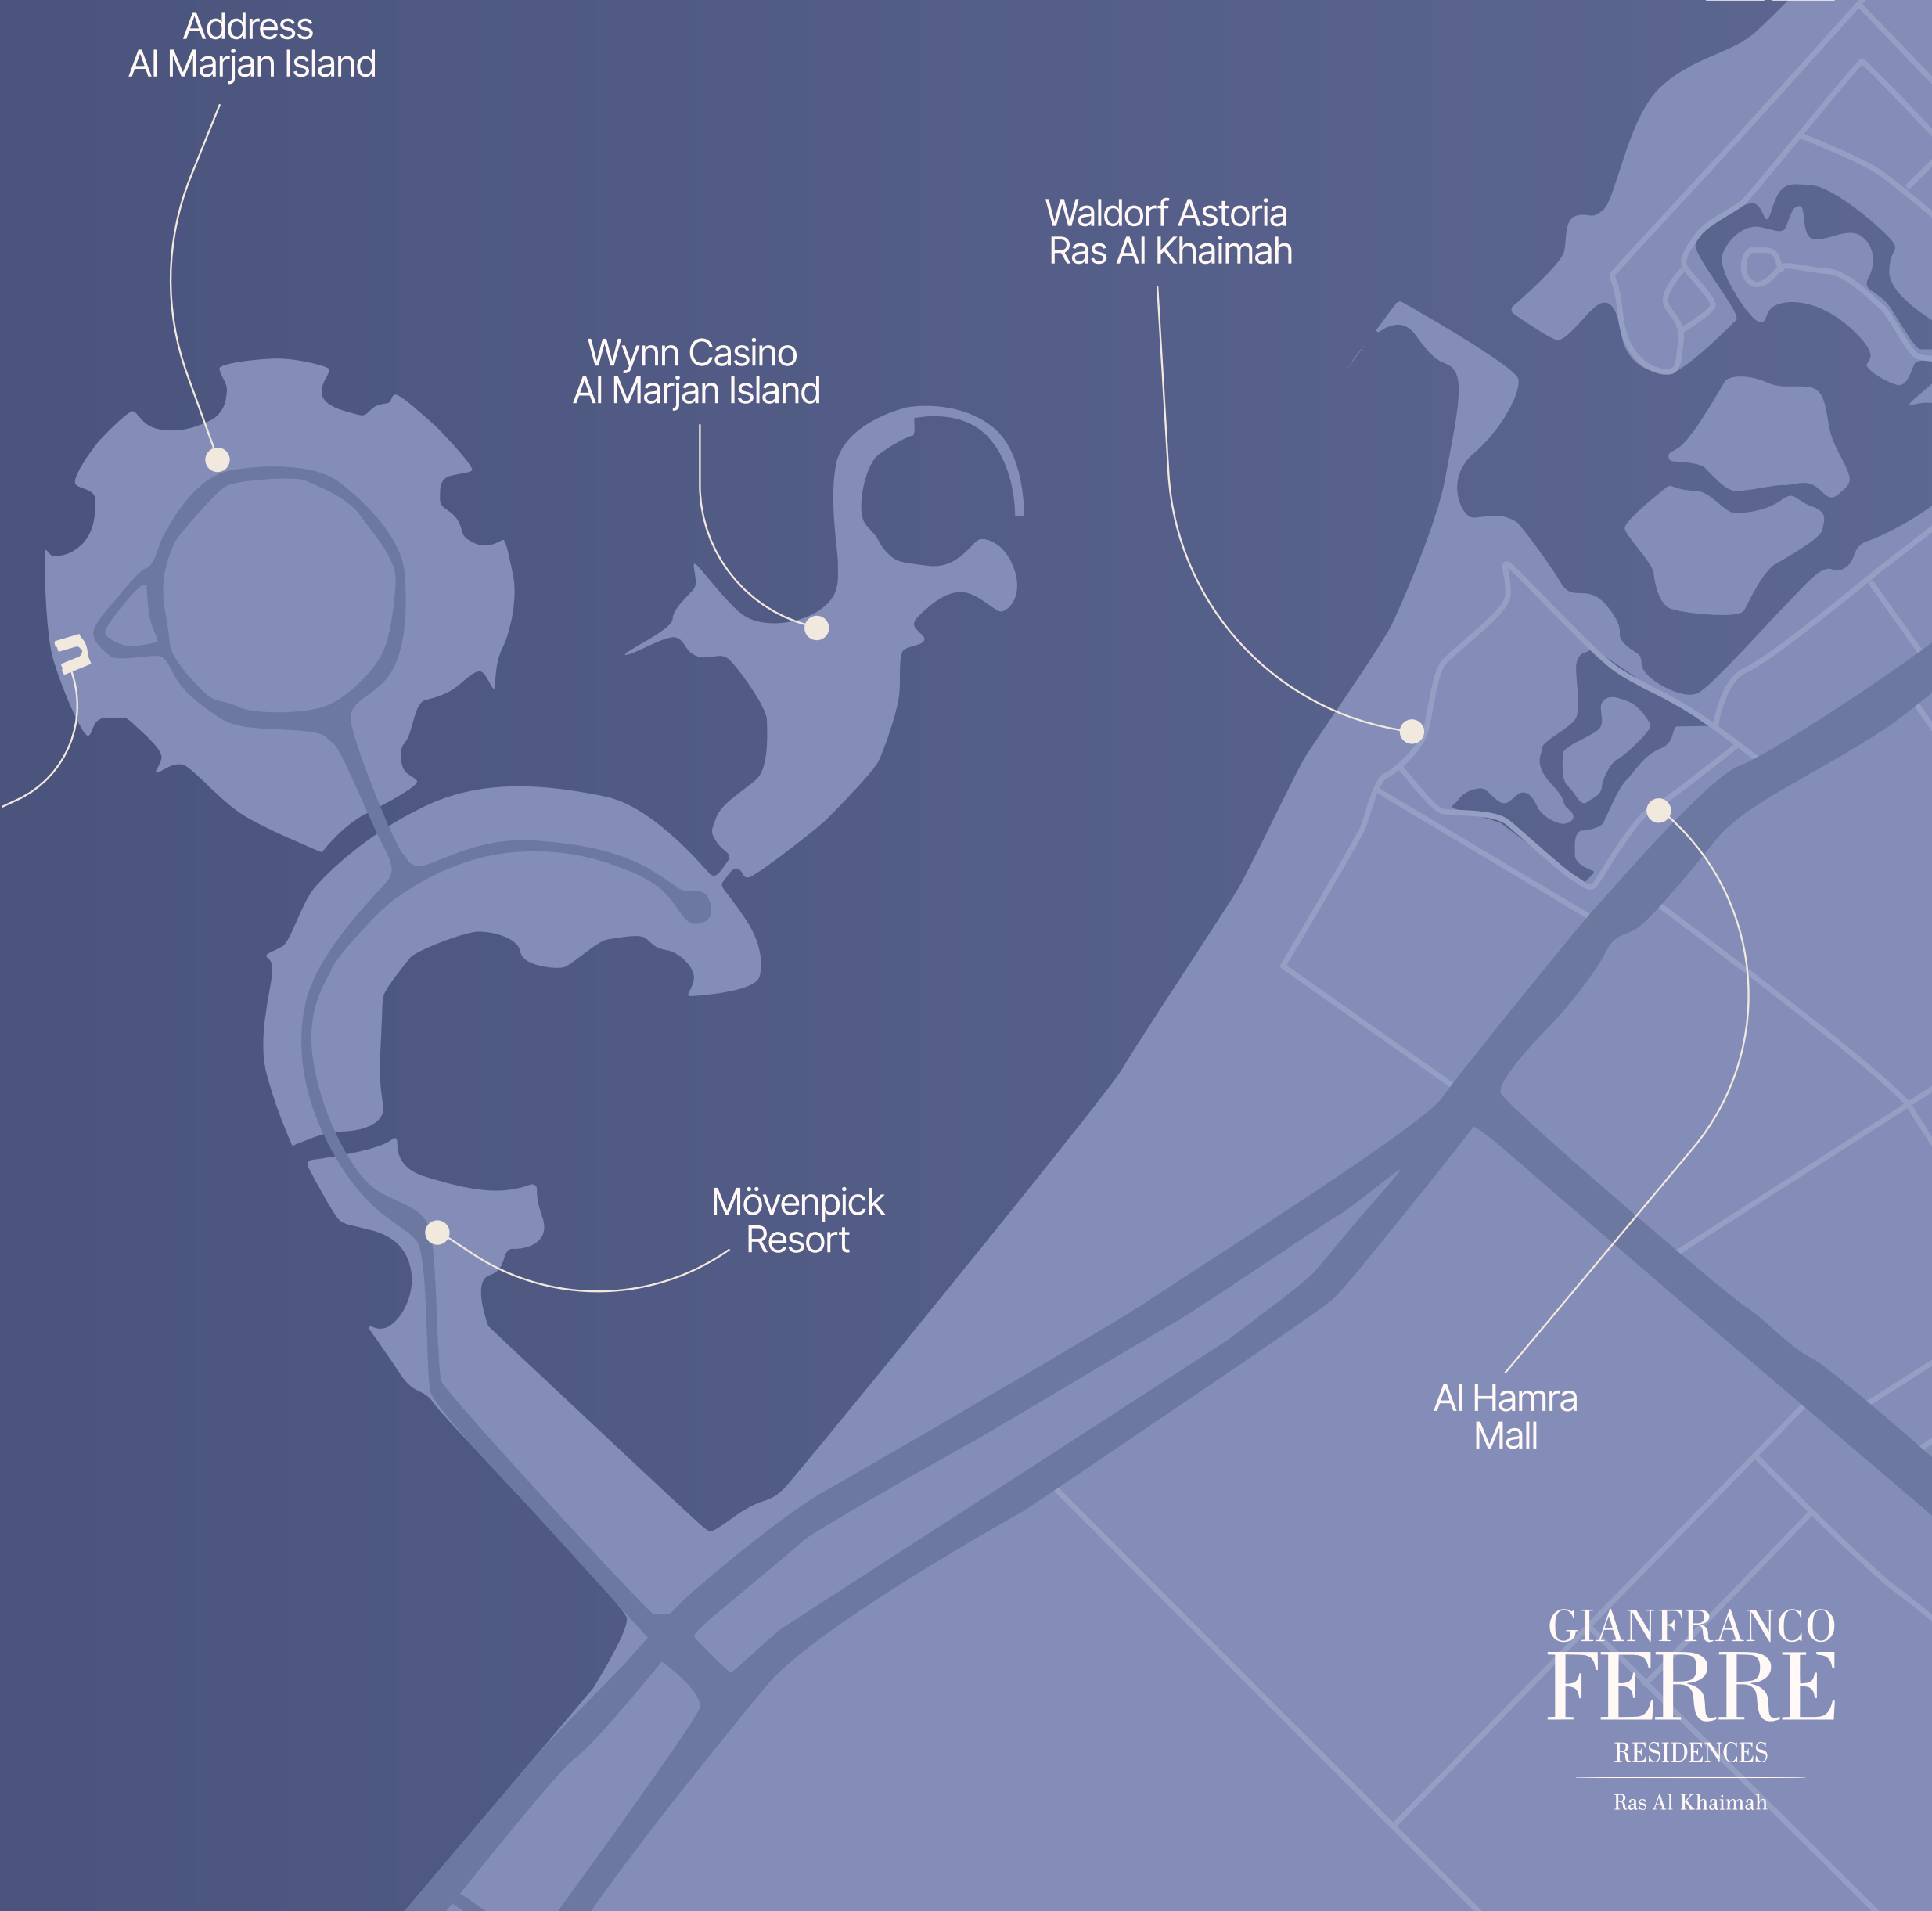 Address
Al Marjan Island
Wynn Casino
Al Marjan Island
Waldorf Astoria
Ras Al Khaimah
Mövenpick
Resort
Al Hamra
Mall
GIANFRANCO
FERRE
RESIDENCES
Ras Al Khaimah